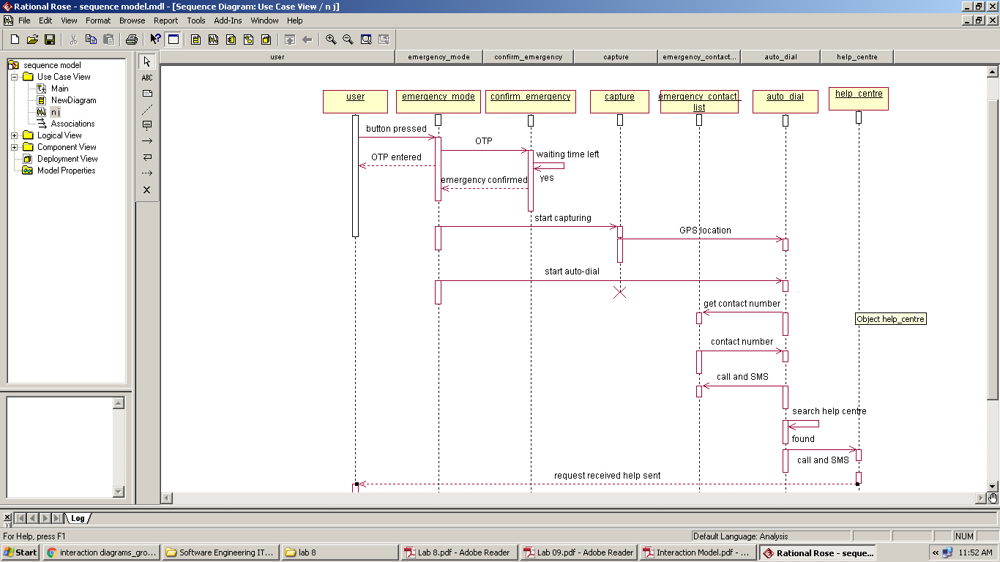 Rational Rose - sequence model.mdl - [Sequence Diagram: Use Case View / n j]
File Edit View Format Browse Report Tools Add-Ins Window Help
user emergency_mode confirm_emergency capture emergency_contact... auto_dial help_centre
sequence model
Use Case View
Main
NewDiagram
n j
Associations
Logical View
Component View
Deployment View
Model Properties
ABC
user emergency_mode confirm_emergency capture emergency_contact_ auto_dial help_centre
list
button pressed
OTP
OTP entered
waiting time left
yes
emergency confirmed
start capturing
GPS location
start auto-dial
get contact number
Object help_centre
contact number
call and SMS
search help centre
found
call and SMS
request received help sent
Log
For Help, press F1
Default Language: Analysis
NUM
Start
interaction diagrams_gro...
Software Engineering IT...
lab 8
Lab 8.pdf - Adobe Reader
Lab 09.pdf - Adobe Reader
Interaction Model.pdf - ...
Rational Rose - seque...
11:52 AM